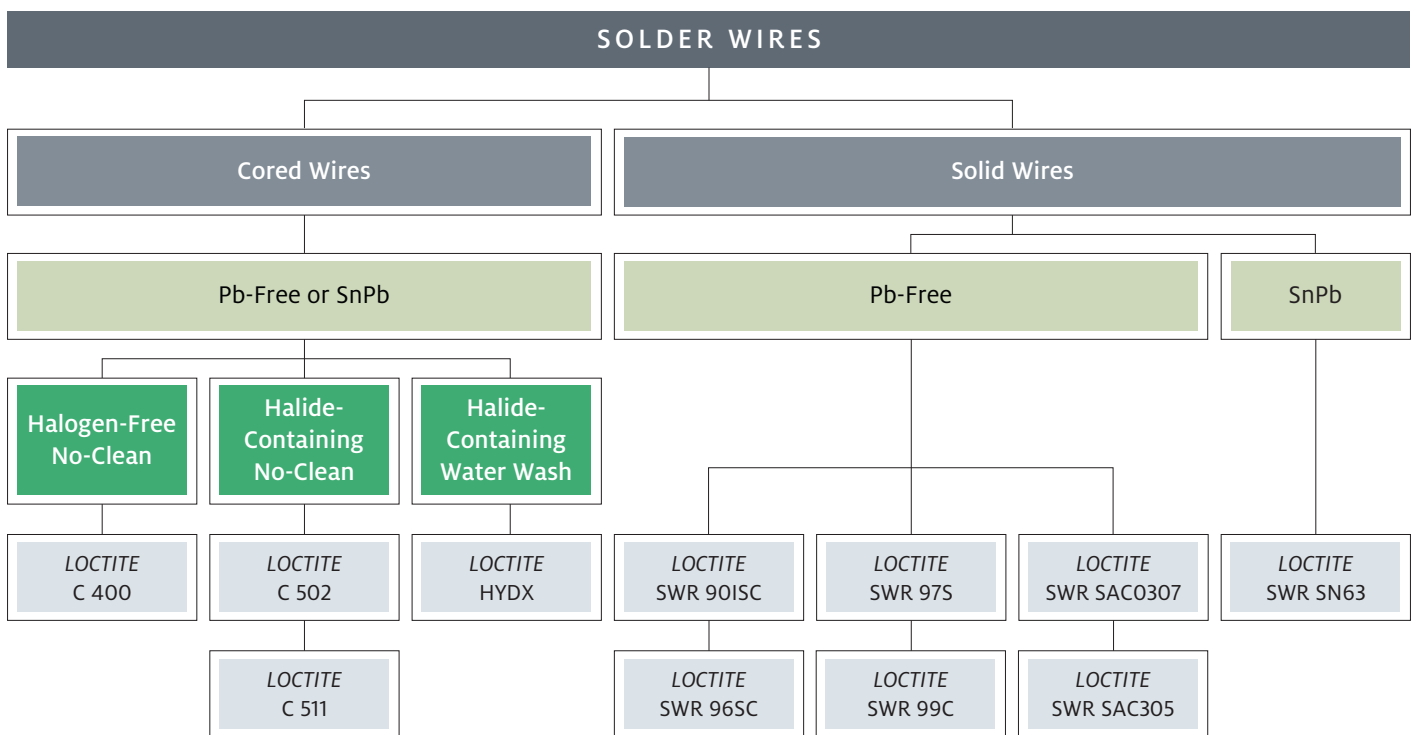 SOLDER WIRES
Cored Wires
Solid Wires
Pb-Free or SnPb
Pb-Free
SnPb
Halogen-Free
No-Clean
Halide-
Containing
No-Clean
Halide-
Containing
Water Wash
LOCTITE
C 400
LOCTITE
C 502
LOCTITE
HYDX
LOCTITE
SWR 90ISC
LOCTITE
SWR 97S
LOCTITE
SWR SAC0307
LOCTITE
SWR SN63
LOCTITE
C 511
LOCTITE
SWR 96SC
LOCTITE
SWR 99C
LOCTITE
SWR SAC305